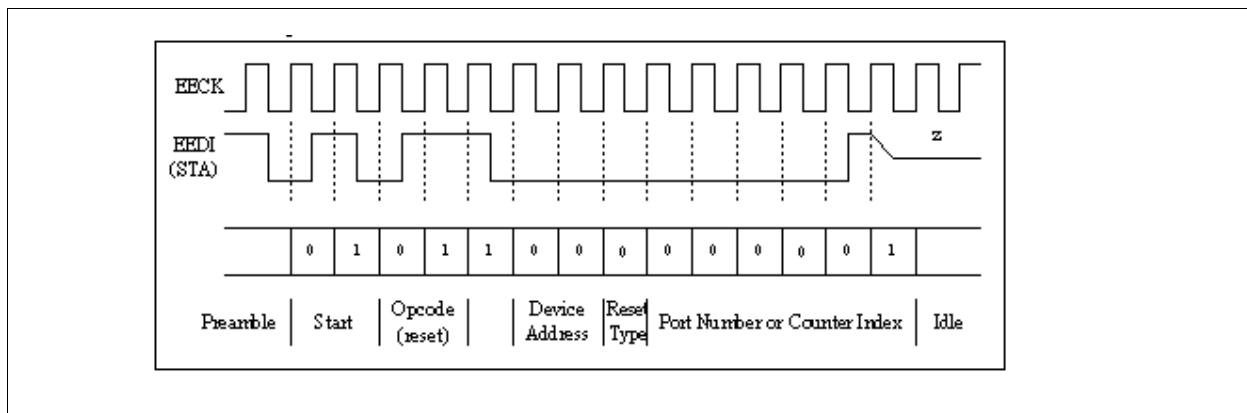 EECK
EEDI
(STA)
z
0 1 0 1 1 0 0 0 0 0 0 0 0 1
Preamble
Start
Opcode
(reset)
Device
Address
Reset
Type
Port Number or Counter Index
Idle